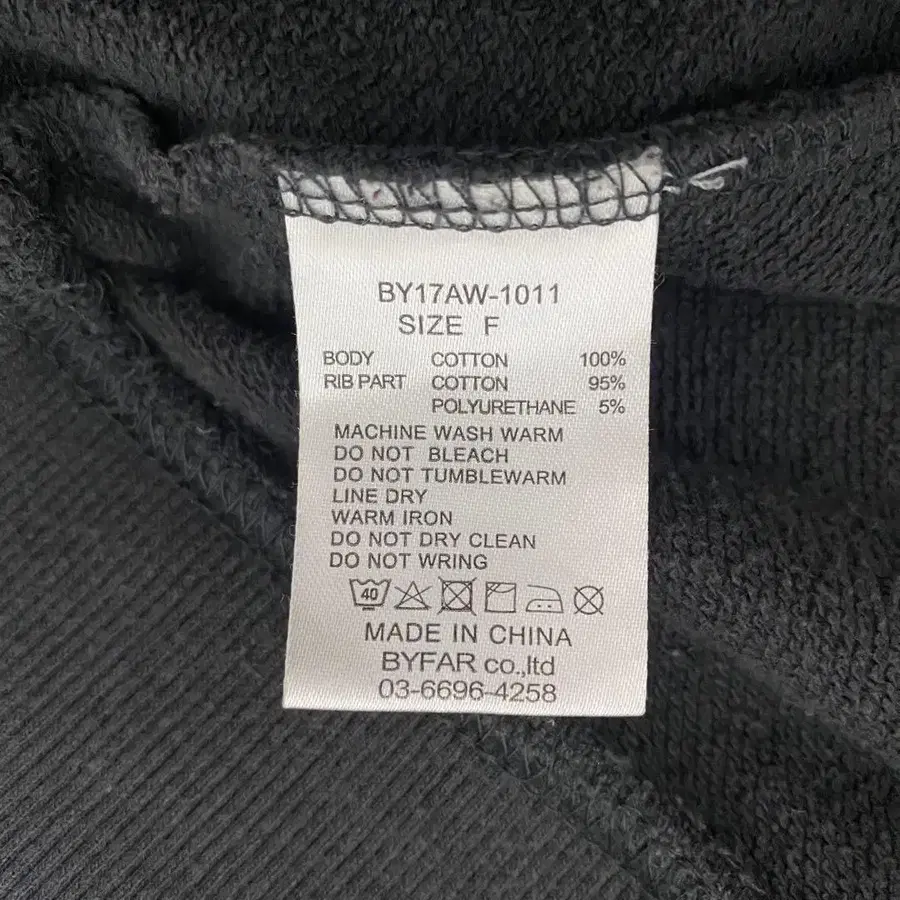 BY17AW-1011
SIZE F
BODY COTTON 100%
RIB PART COTTON 95%
POLYURETHANE 5%
MACHINE WASH WARM
DO NOT BLEACH
DO NOT TUMBLEWARM
LINE DRY
WARM IRON
DO NOT DRY CLEAN
DO NOT WRING
40
MADE IN CHINA
BYFAR co.,ltd
03-6696-4258